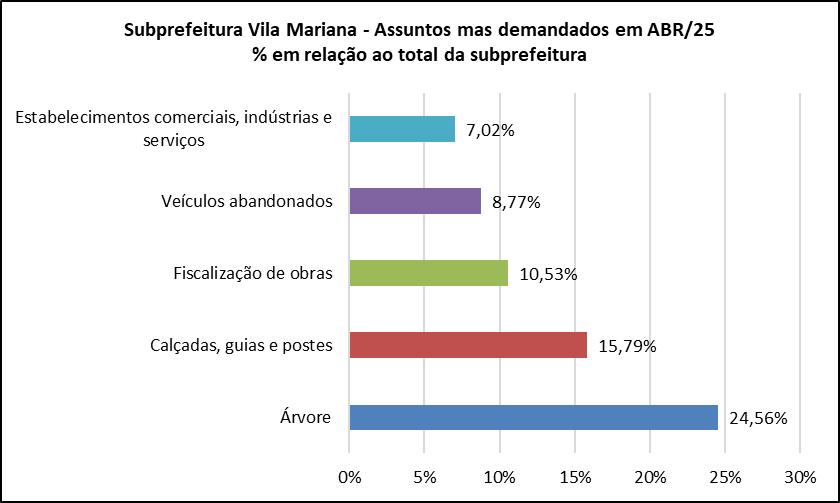 Subprefeitura Vila Mariana - Assuntos mas demandados em ABR/25
% em relação ao total da subprefeitura
Estabelecimentos comerciais, indústrias e
serviços
7,02%
Veículos abandonados
8,77%
Fiscalização de obras
10,53%
Calçadas, guias e postes
15,79%
Árvore
24,56%
0% 5% 10% 15% 20% 25% 30%